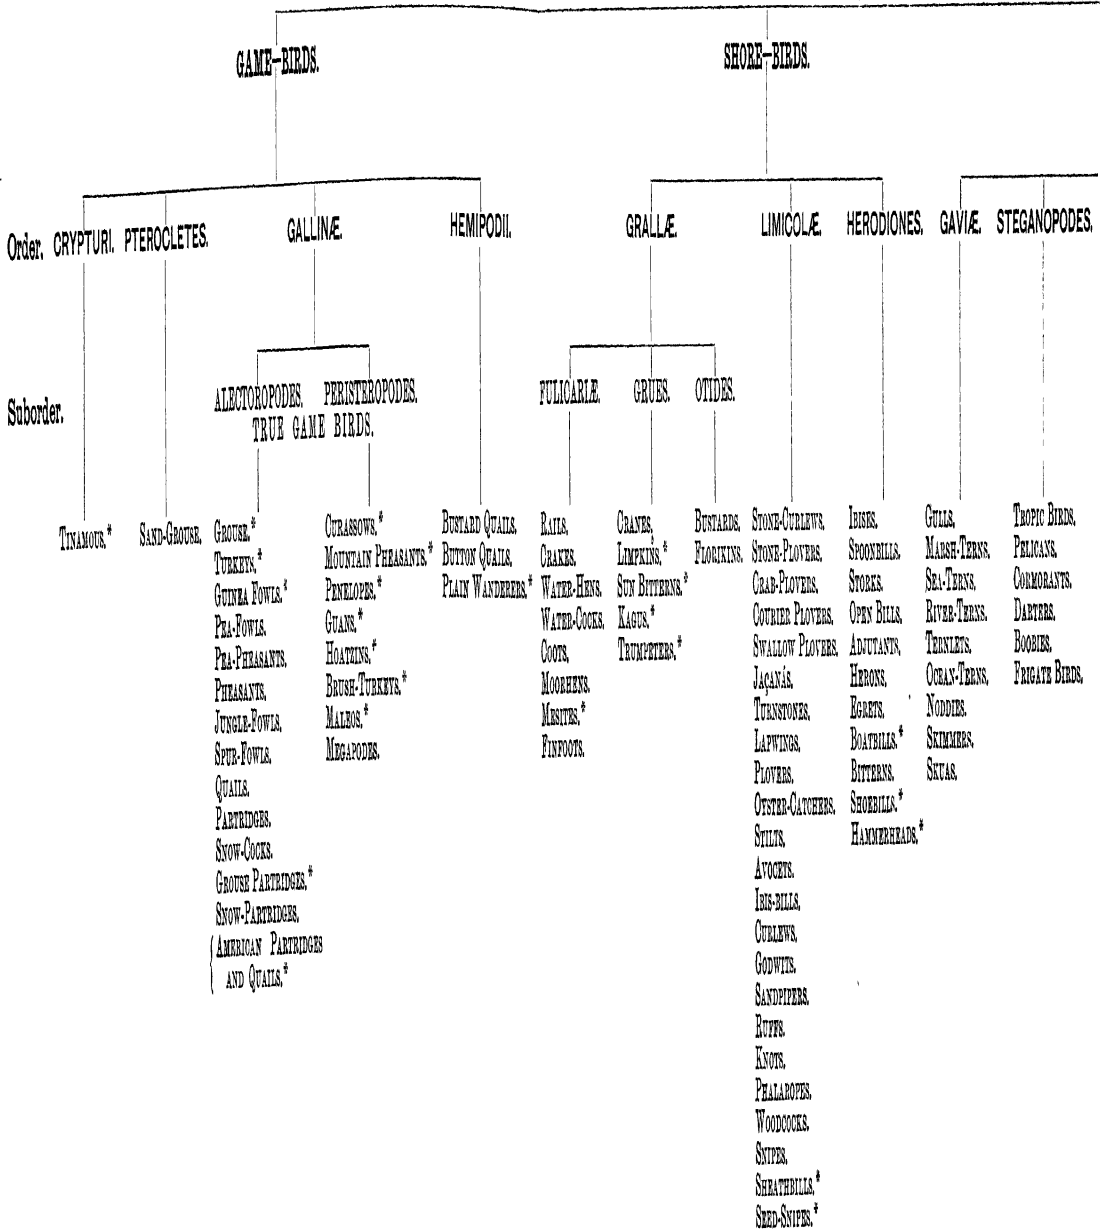 GAME-BIRDS.
SHORE-BIRDS.
Order.
CRYPTURI.
PTEROCLETES.
GALLINÆ.
HEMIPODII.
GRALLÆ.
LIMICOLÆ.
HERODIONES.
GAVIÆ.
STEGANOPODES.
Suborder.
ALECTOROPODES.
PERISTEROPODES.
TRUE GAME BIRDS.
FULICARIÆ.
GRUES.
OTIDES.
TINAMOUS.*
SAND-GROUSE.
GROUSE.*
TURKEYS.*
GUINEA FOWLS.*
PEA-FOWLS.
PEA-PHEASANTS.
PHEASANTS.
JUNGLE-FOWLS.
SPUR-FOWLS.
QUAILS.
PARTRIDGES.
SNOW-COCKS.
GROUSE PARTRIDGES.*
SNOW-PARTRIDGES.
{AMERICAN PARTRIDGES
AND QUAILS.*
CURASSOWS.*
MOUNTAIN PHEASANTS.*
PENELOPES.*
GUANS.*
HOATZINS.*
BRUSH-TURKEYS.*
MALEOS.*
MEGAPODES.
BUSTARD QUAILS.
BUTTON QUAILS.
PLAIN WANDERERS.*
RAILS.
CRAKES.
WATER-HENS.
WATER-COCKS.
COOTS.
MOORHENS.
MESITES.*
FINFOOTS.
CRANES.
LIMPKINS.*
SUN BITTERNS.*
KAGUS.*
TRUMPETERS.*
BUSTARDS.
FLORIKINS.
STONE-CURLEWS.
STONE-PLOVERS.
CRAB-PLOVERS.
COURIER PLOVERS.
SWALLOW PLOVERS.
JAÇANÁS.
TURNSTONES.
LAPWINGS.
PLOVERS.
OYSTER-CATCHERS.
STILTS.
AVOCETS.
IBIS-BILLS.
CURLEWS.
GODWITS.
SANDPIPERS.
RUFFS.
KNOTS.
PHALAROPES.
WOODCOCKS.
SNIPES.
SHEATHBILLS.*
SEED-SNIPES.*
IBISES.
SPOONBILLS.
STORKS.
OPEN BILLS.
ADJUTANTS.
HERONS.
EGRETS.
BOATBILLS.*
BITTERNS.
SHOEBILLS.*
HAMMERHEADS.*
GULLS.
MARSH-TERNS.
SEA-TERNS.
RIVER-TERNS.
TERNLETS.
OCEAN-TERNS.
NODDIES.
SKIMMERS.
SKUAS.
TROPIC BIRDS.
PELICANS.
CORMORANTS.
DARTERS.
BOOBIES.
FRIGATE BIRDS.